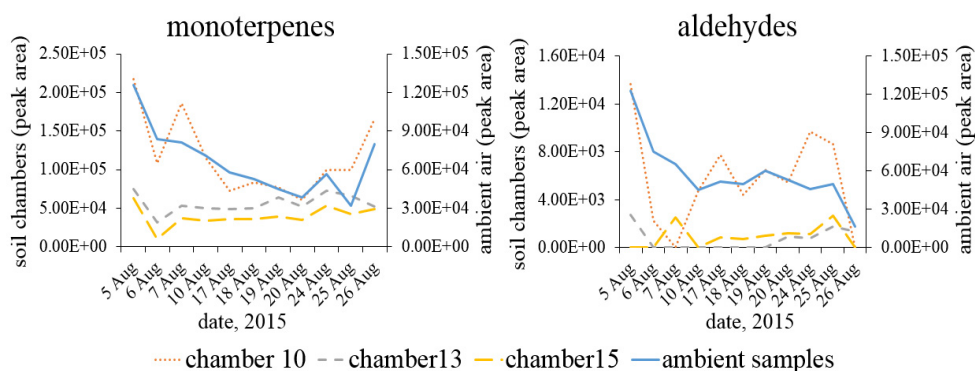 monoterpenes
soil chambers (peak area)
2.50E+05
2.00E+05
1.50E+05
1.00E+05
5.00E+04
0.00E+00
1.50E+05
1.20E+05
9.00E+04
6.00E+04
3.00E+04
0.00E+00
ambient air (peak area)
5 Aug
6 Aug
7 Aug
10 Aug
17 Aug
18 Aug
19 Aug
20 Aug
24 Aug
25 Aug
26 Aug
date, 2015
aldehydes
soil chambers (peak area)
1.60E+04
1.20E+04
8.00E+03
4.00E+03
0.00E+00
1.50E+05
1.20E+05
9.00E+04
6.00E+04
3.00E+04
0.00E+00
ambient air (peak area)
5 Aug
6 Aug
7 Aug
10 Aug
17 Aug
18 Aug
19 Aug
20 Aug
24 Aug
25 Aug
26 Aug
date, 2015
chamber 10 chamber13 chamber15 ambient samples